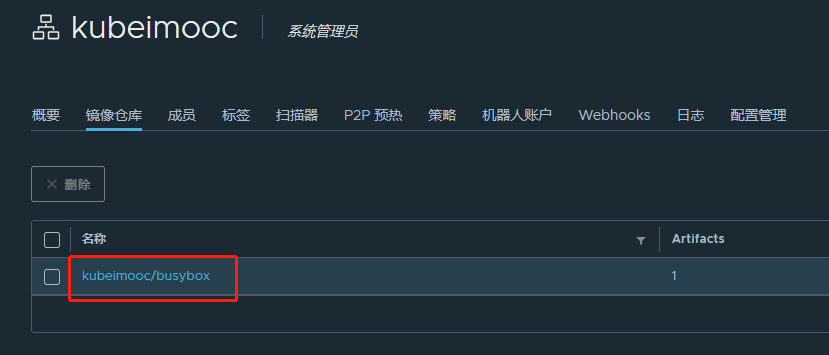 kubeimooc 系统管理员
概要 镜像仓库 成员 标签 扫描器 P2P 预热 策略 机器人账户 Webhooks 日志 配置管理
删除
名称 Artifacts
kubeimooc/busybox 1